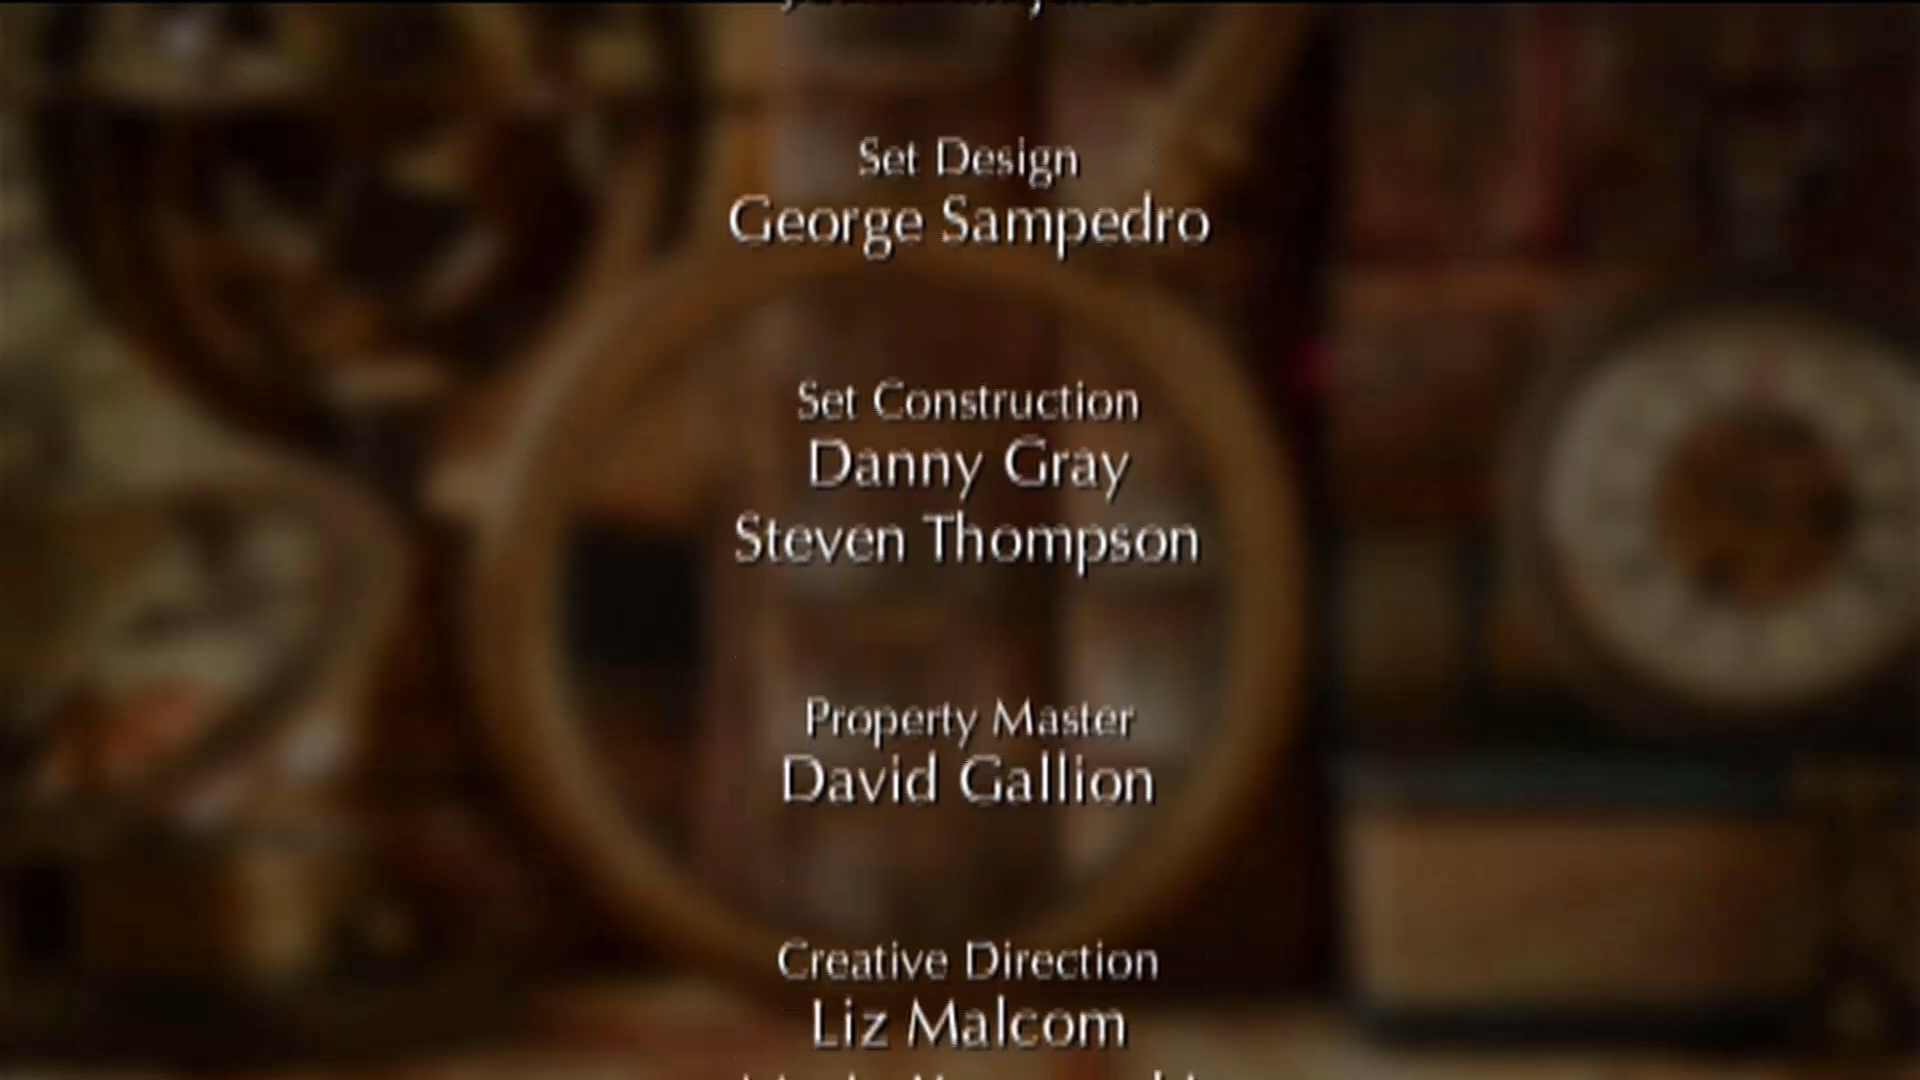 Set Design
George Sampedro
Set Construction
Danny Gray
Steven Thompson
Property Master
David Gallion
Creative Direction
Liz Malcom